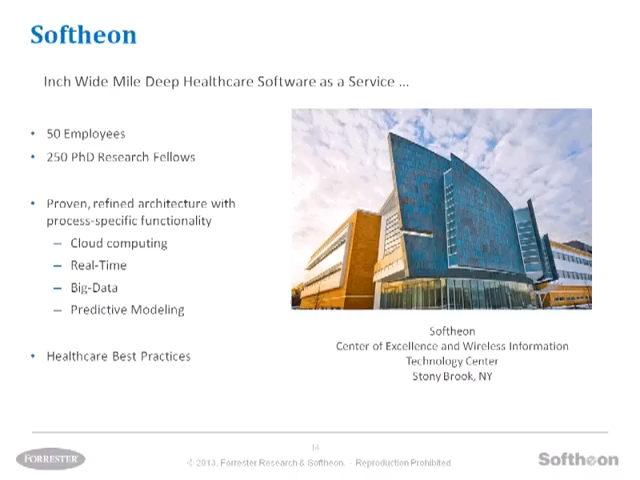 Softheon
Inch Wide Mile Deep Healthcare Software as a Service ...
• 50 Employees
• 250 PhD Research Fellows
• Proven, refined architecture with
process-specific functionality
– Cloud computing
– Real-Time
– Big-Data
– Predictive Modeling
• Healthcare Best Practices
Softheon
Center of Excellence and Wireless Information
Technology Center
Stony Brook, NY
14
FORRESTER
© 2013, Forrester Research & Softheon. - Reproduction Prohibited
Softheon